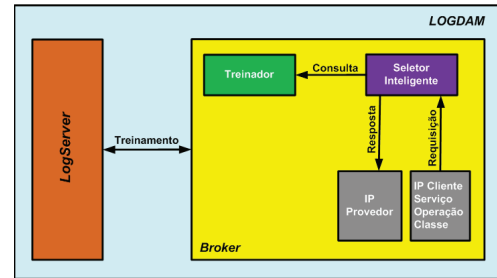 LOGDAM
LogServer
Treinamento
Treinador
Consulta
Seletor
Inteligente
Resposta
Requisição
IP
Provedor
IP Cliente
Serviço
Operação
Classe
Broker